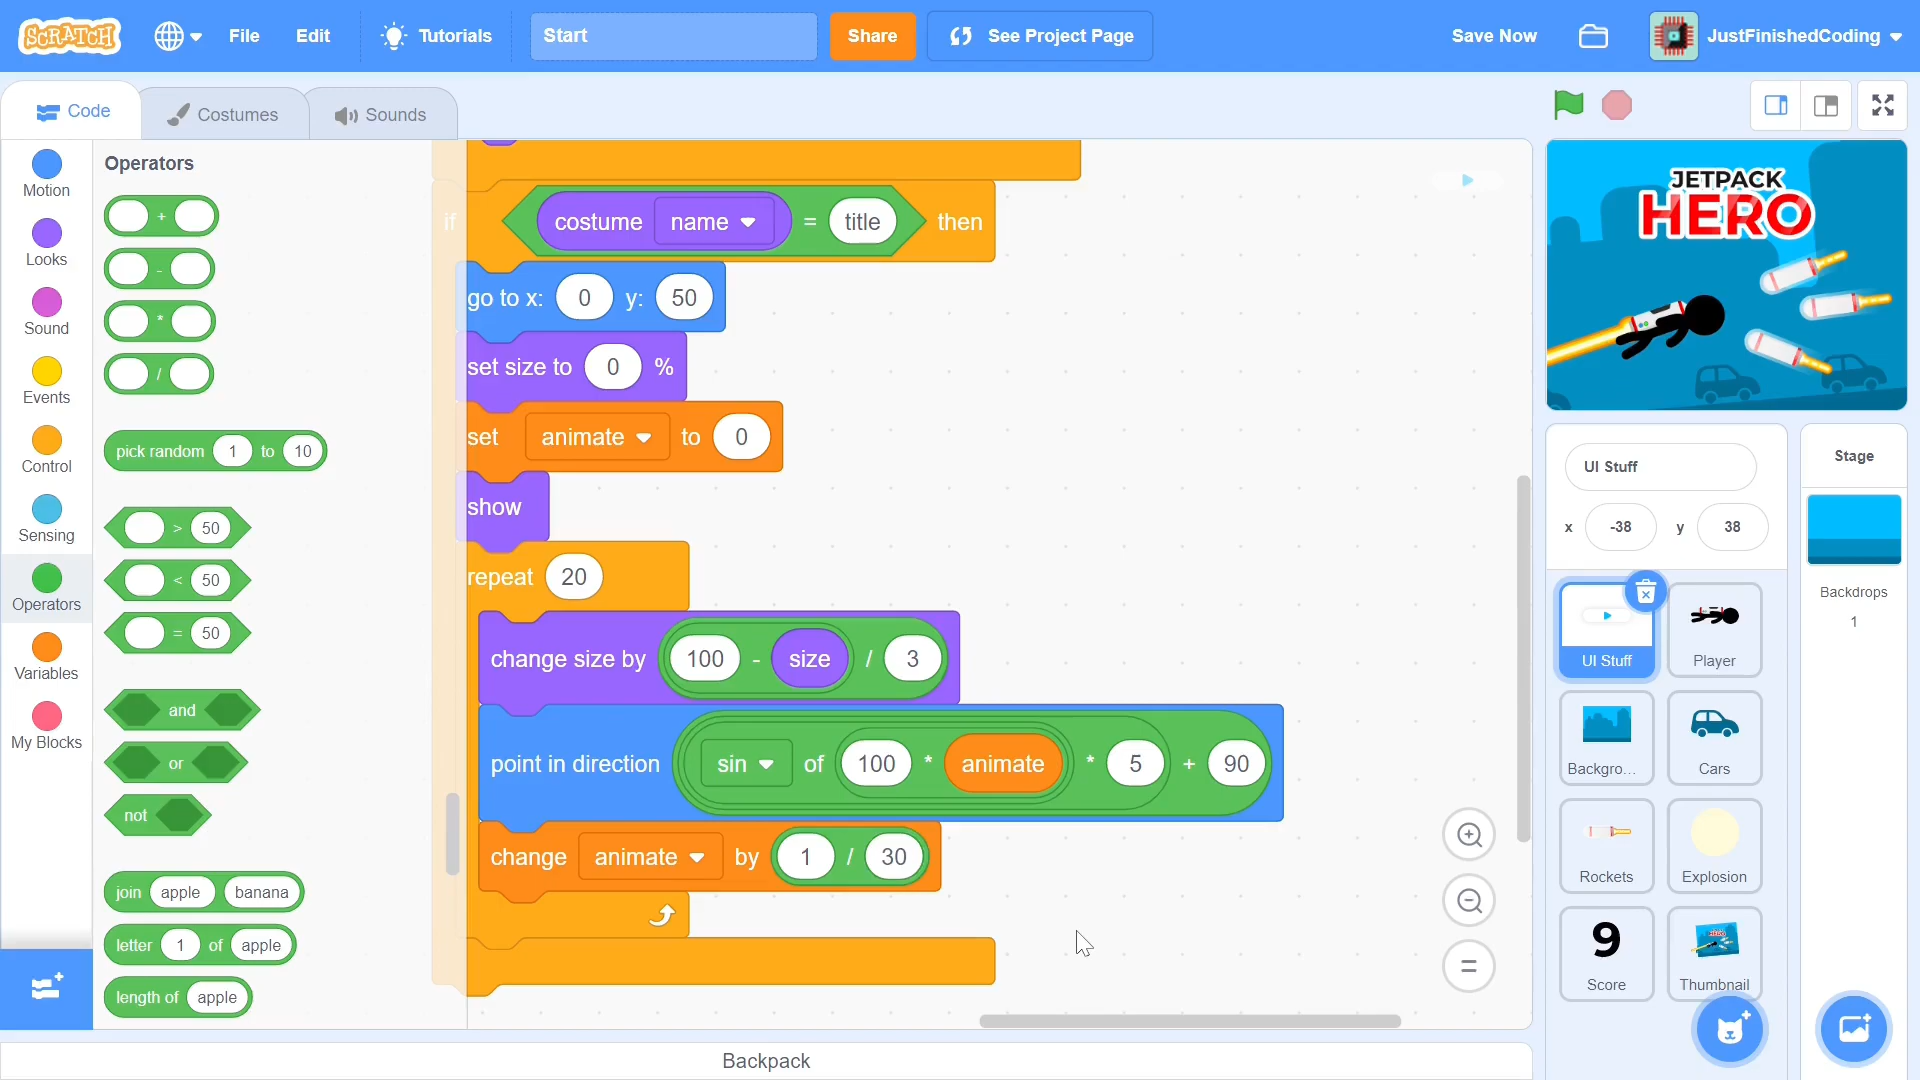 SCRATCH File Edit Tutorials Start Share See Project Page Save Now JustFinishedCoding
Code Costumes Sounds
Motion
Looks
Sound
Events
Control
Sensing
Operators
Variables
My Blocks
Operators
+
-
*
/
pick random 1 to 10
> 50
< 50
= 50
and
or
not
join apple banana
letter 1 of apple
length of apple
if costume name = title then
go to x: 0 y: 50
set size to 0 %
set animate to 0
show
repeat 20
change size by 100 - size / 3
point in direction sin of 100 * animate * 5 + 90
change animate by 1 / 30
Backpack
JETPACK
HERO
UI Stuff
x -38 y 38
UI Stuff
Player
Backgro...
Cars
Rockets
Explosion
9
Score
HERO
Thumbnail
Stage
Backdrops
1